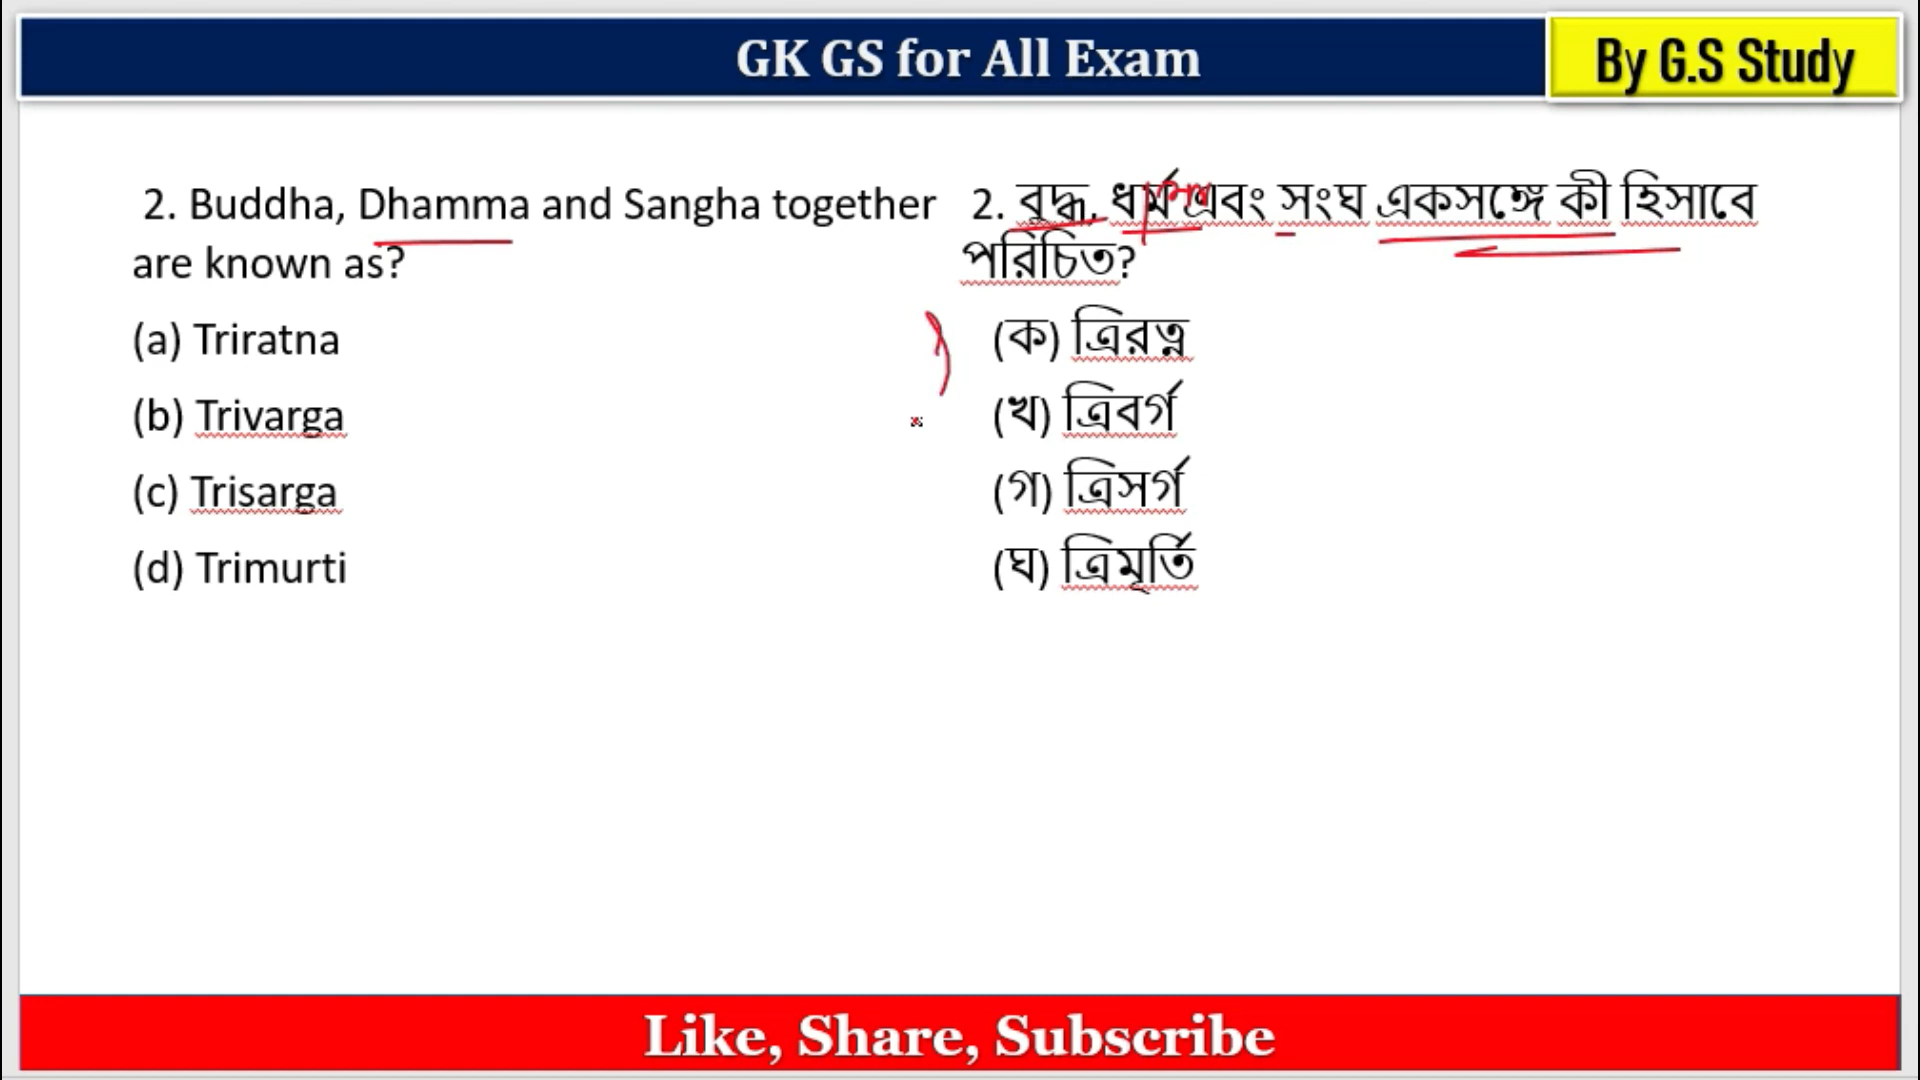 GK GS for All Exam
By G.S Study
2. Buddha, Dhamma and Sangha together
are known as?
(a) Triratna
(b) Trivarga
(c) Trisarga
(d) Trimurti
2. বুদ্ধ, ধর্ম এবং সংঘ একসঙ্গে কী হিসাবে
পরিচিত?
(ক) ত্রিরত্ন
(খ) ত্রিবর্গ
(গ) ত্রিসর্গ
(ঘ) ত্রিমূর্তি
Like, Share, Subscribe